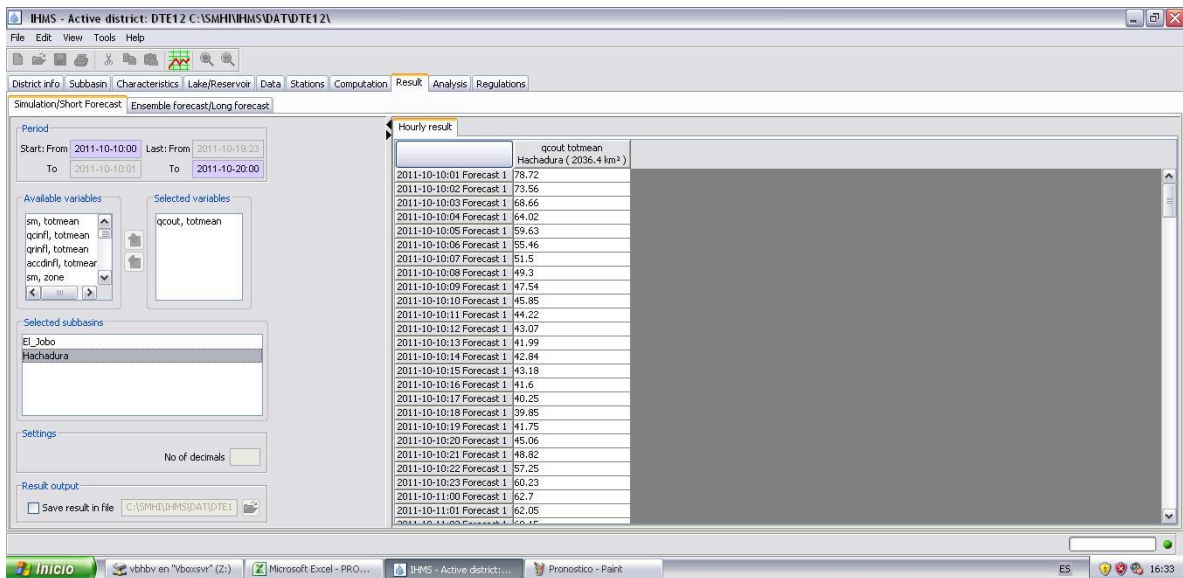 IHMS - Active district: DTE12 C:\SMHI\IHMS\DAT\DTE12\
File Edit View Tools Help
District info Subbasin Characteristics Lake/Reservoir Data Stations Computation Result Analysis Regulations
Simulation/Short Forecast Ensemble forecast/Long forecast
Period
Start: From 2011-10-10:00 Last: From 2011-10-19:23
To 2011-10-10:01 To 2011-10-20:00
Available variables
sm, totmean
qcinfl, totmean
qrinfl, totmean
accdinfl, totmear
sm, zone
Selected variables
qcout, totmean
Selected subbasins
El_Jobo
Hachadura
Settings
No of decimals
Result output
Save result in file C:\SMHI\IHMS\DAT\DTE1
Hourly result
qcout totmean
Hachadura ( 2036.4 km² )
2011-10-10:01 Forecast 1 78.72
2011-10-10:02 Forecast 1 73.56
2011-10-10:03 Forecast 1 68.66
2011-10-10:04 Forecast 1 64.02
2011-10-10:05 Forecast 1 59.63
2011-10-10:06 Forecast 1 55.46
2011-10-10:07 Forecast 1 51.5
2011-10-10:08 Forecast 1 49.3
2011-10-10:09 Forecast 1 47.54
2011-10-10:10 Forecast 1 45.85
2011-10-10:11 Forecast 1 44.22
2011-10-10:12 Forecast 1 43.07
2011-10-10:13 Forecast 1 41.99
2011-10-10:14 Forecast 1 42.84
2011-10-10:15 Forecast 1 43.18
2011-10-10:16 Forecast 1 41.6
2011-10-10:17 Forecast 1 40.25
2011-10-10:18 Forecast 1 39.85
2011-10-10:19 Forecast 1 41.75
2011-10-10:20 Forecast 1 45.06
2011-10-10:21 Forecast 1 48.82
2011-10-10:22 Forecast 1 57.25
2011-10-10:23 Forecast 1 60.23
2011-10-11:00 Forecast 1 62.7
2011-10-11:01 Forecast 1 62.05
Inicio vbhbv en "Vboxsvr" (Z:) Microsoft Excel - PRO... IHMS - Active district:... Pronostico - Paint ES 16:33